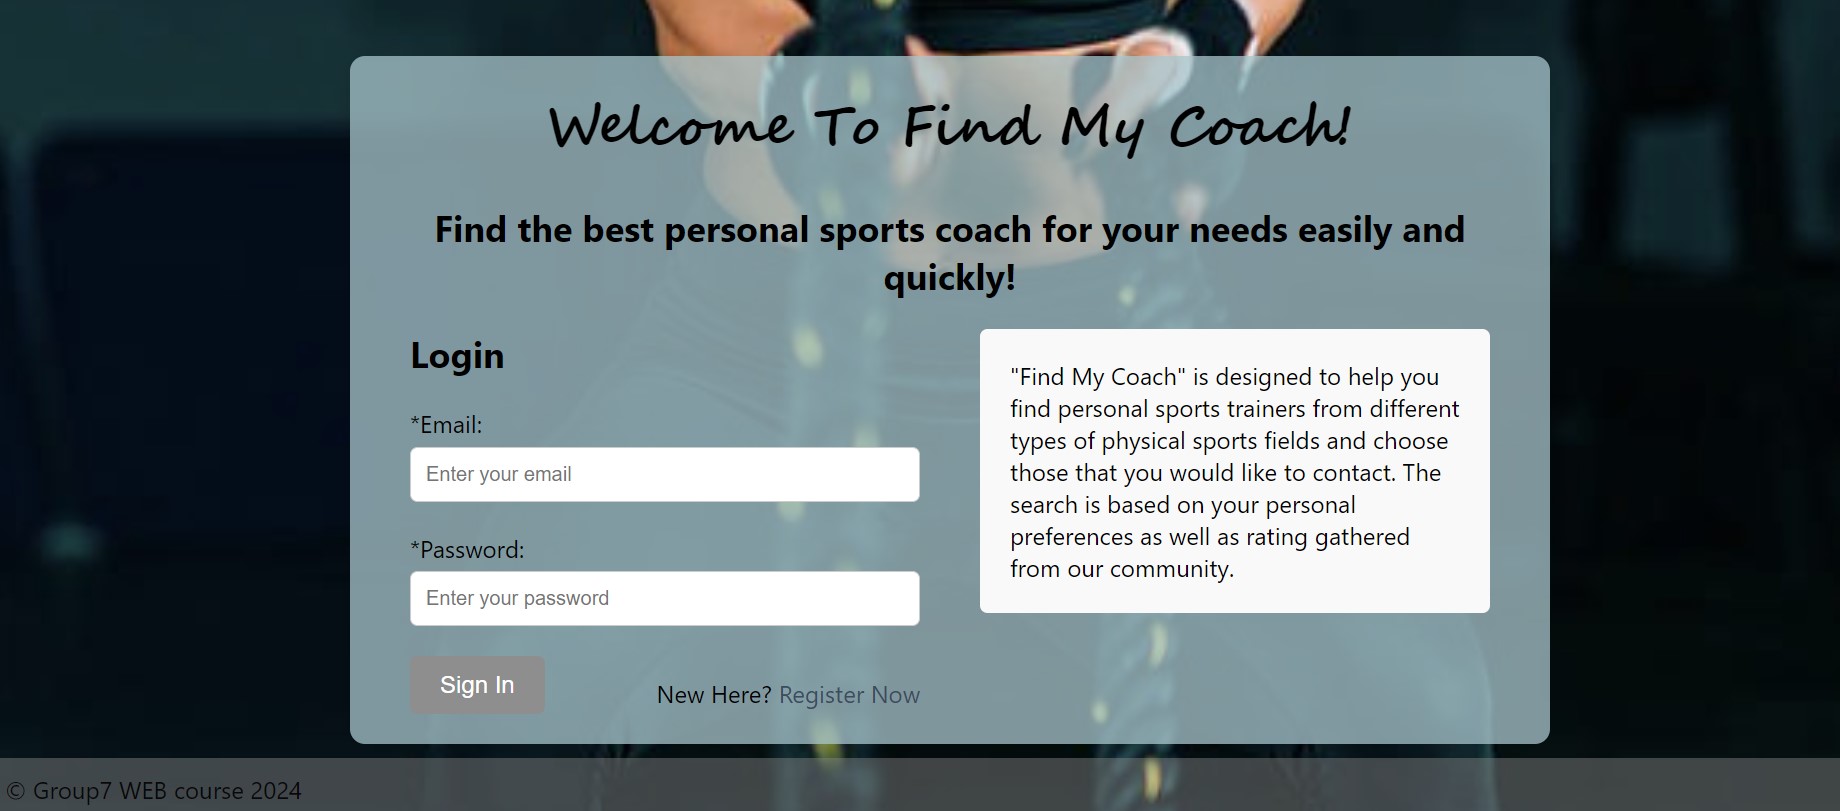 Welcome To Find My Coach!
Find the best personal sports coach for your needs easily and
quickly!
Login
*Email:
Enter your email
*Password:
Enter your password
Sign In
New Here? Register Now
"Find My Coach" is designed to help you
find personal sports trainers from different
types of physical sports fields and choose
those that you would like to contact. The
search is based on your personal
preferences as well as rating gathered
from our community.
© Group7 WEB course 2024